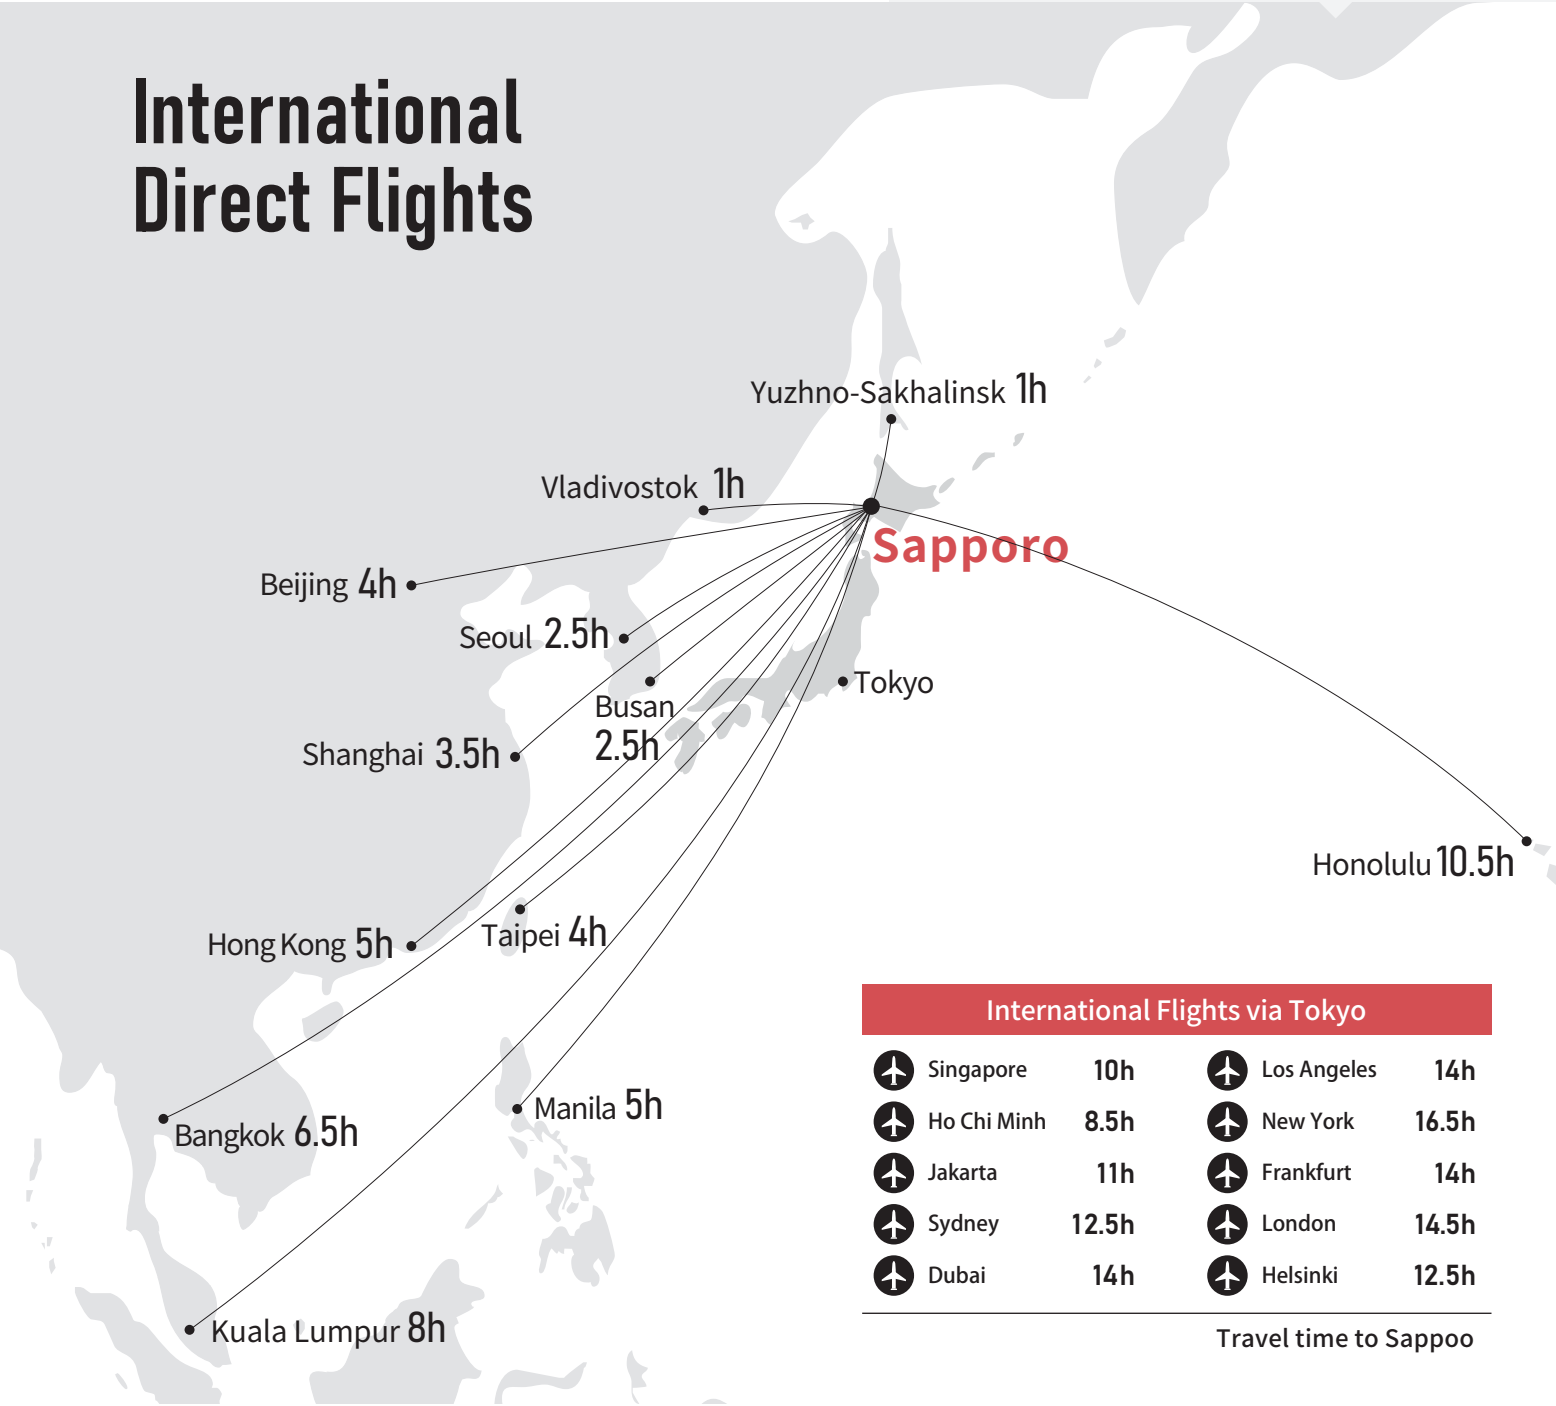 International
Direct Flights
Yuzhno-Sakhalinsk 1h
Vladivostok 1h
Sapporo
Beijing 4h
Seoul 2.5h
Tokyo
Busan
2.5h
Shanghai 3.5h
Honolulu 10.5h
Hong Kong 5h
Taipei 4h
International Flights via Tokyo
Singapore 10h Los Angeles 14h
Ho Chi Minh 8.5h New York 16.5h
Jakarta 11h Frankfurt 14h
Sydney 12.5h London 14.5h
Dubai 14h Helsinki 12.5h
Travel time to Sappoo
Manila 5h
Bangkok 6.5h
Kuala Lumpur 8h